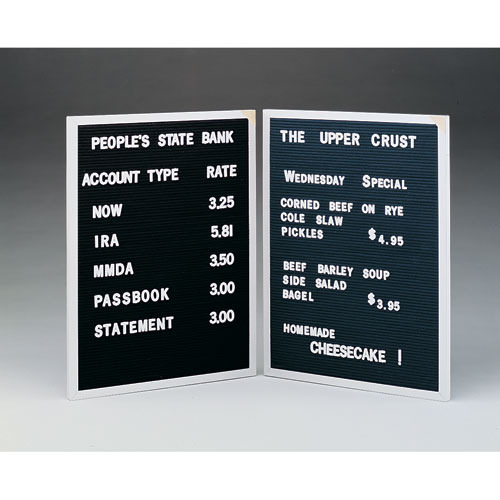 PEOPLE'S STATE BANK
ACCOUNT TYPE RATE
NOW 3.25
IRA 5.81
MMDA 3.50
PASSBOOK 3.00
STATEMENT 3.00
THE UPPER CRUST
WEDNESDAY SPECIAL
CORNED BEEF ON RYE
COLE SLAW
PICKLES $4.95
BEEF BARLEY SOUP
SIDE SALAD
BAGEL $3.95
HOMEMADE
CHEESECAKE !